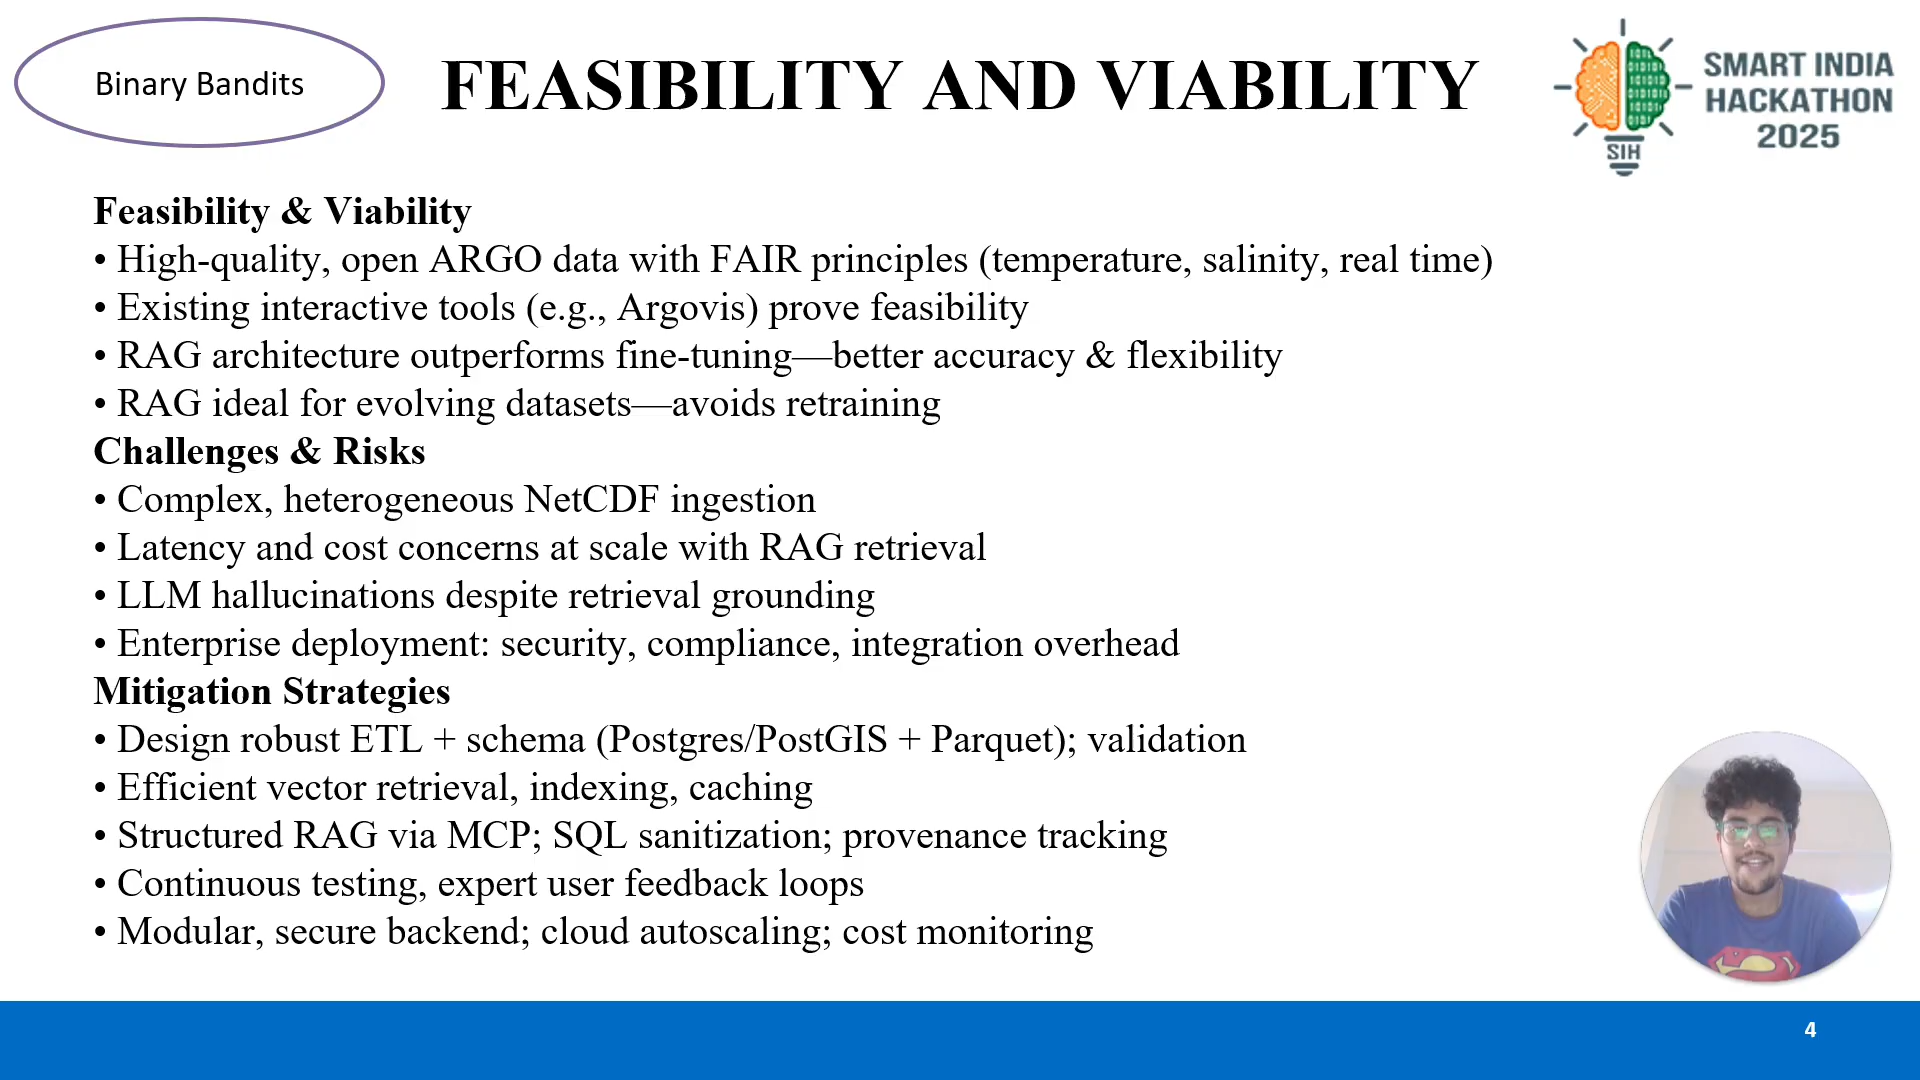 Binary Bandits
FEASIBILITY AND VIABILITY
SMART INDIA
HACKATHON
2025
SIH
Feasibility & Viability
• High-quality, open ARGO data with FAIR principles (temperature, salinity, real time)
• Existing interactive tools (e.g., Argovis) prove feasibility
• RAG architecture outperforms fine-tuning—better accuracy & flexibility
• RAG ideal for evolving datasets—avoids retraining
Challenges & Risks
• Complex, heterogeneous NetCDF ingestion
• Latency and cost concerns at scale with RAG retrieval
• LLM hallucinations despite retrieval grounding
• Enterprise deployment: security, compliance, integration overhead
Mitigation Strategies
• Design robust ETL + schema (Postgres/PostGIS + Parquet); validation
• Efficient vector retrieval, indexing, caching
• Structured RAG via MCP; SQL sanitization; provenance tracking
• Continuous testing, expert user feedback loops
• Modular, secure backend; cloud autoscaling; cost monitoring
4